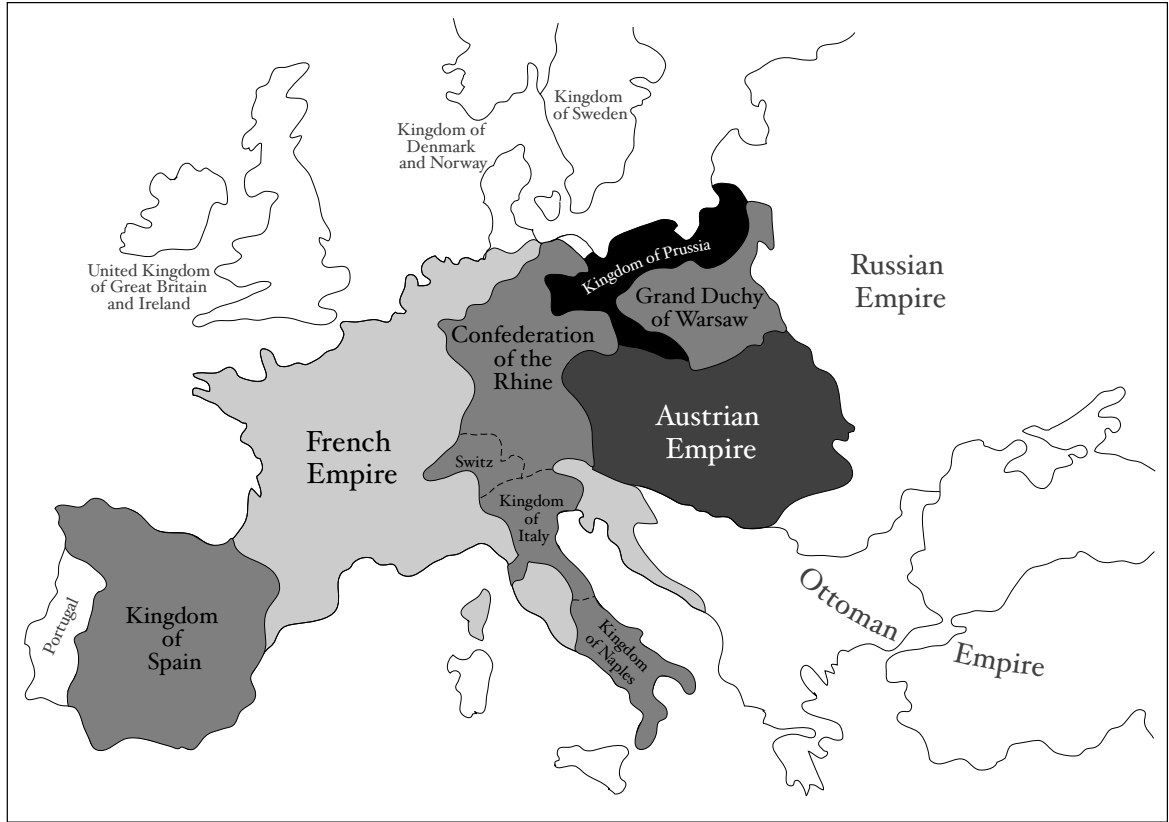 Kingdom
of Sweden
Kingdom of
Denmark
and Norway
United Kingdom
of Great Britain
and Ireland
Kingdom of Prussia
Russian
Empire
Grand Duchy
of Warsaw
Confederation
of the
Rhine
Austrian
Empire
French
Empire
Switz
Kingdom
of
Italy
Ottoman
Empire
Portugal
Kingdom
of
Spain
Kingdom
of Naples